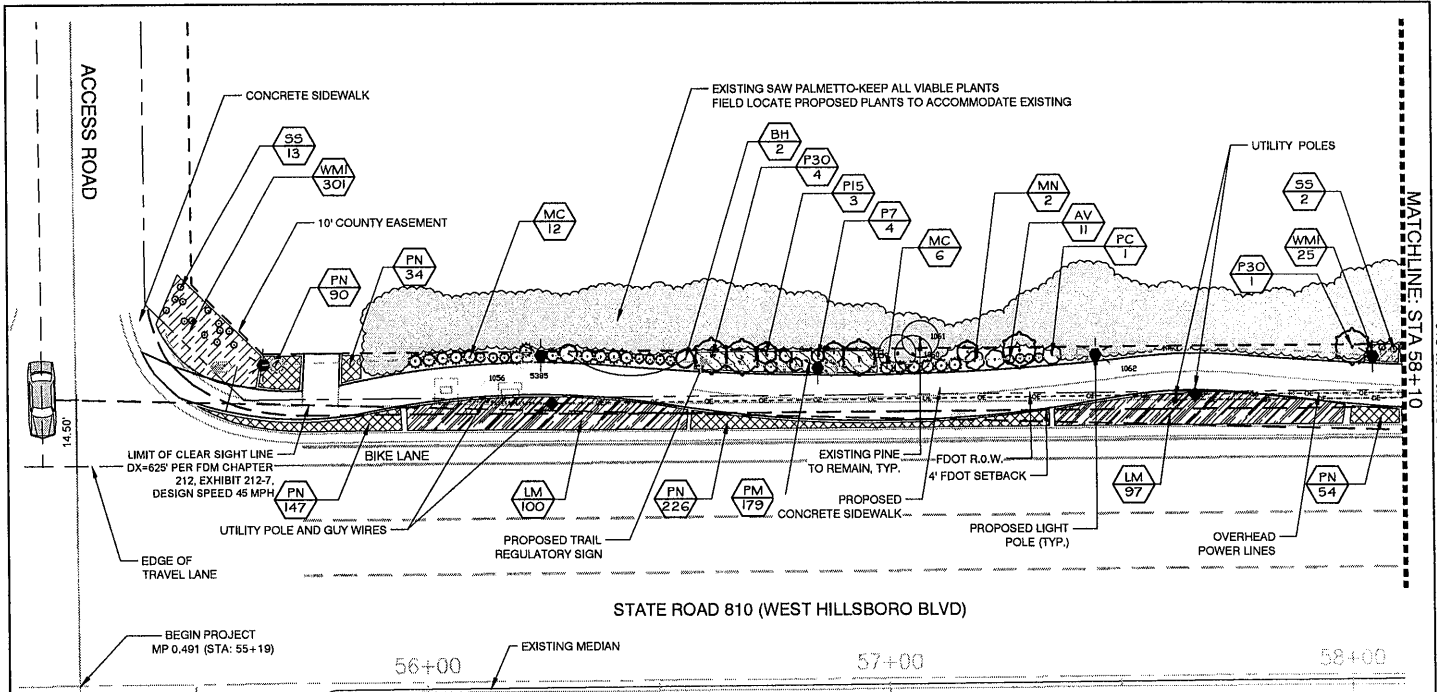 ACCESS ROAD
CONCRETE SIDEWALK
EXISTING SAW PALMETTO-KEEP ALL VIABLE PLANTS
FIELD LOCATE PROPOSED PLANTS TO ACCOMMODATE EXISTING
SS
13
WM1
301
10' COUNTY EASEMENT
MC
12
BH
2
P30
4
P15
3
P7
4
MC
6
MN
2
AV
11
PC
1
UTILITY POLES
SS
2
WM1
25
P30
1
MATCHLINE: STA 58+10
PN
90
PN
34
1061
1056
5385
1062
14.50'
BIKE LANE
LIMIT OF CLEAR SIGHT LINE
DX=625' PER FDM CHAPTER
212, EXHIBIT 212-7,
DESIGN SPEED 45 MPH
PN
147
UTILITY POLE AND GUY WIRES
LM
100
PROPOSED TRAIL
REGULATORY SIGN
PN
226
PM
179
EXISTING PINE
TO REMAIN, TYP.
PROPOSED
CONCRETE SIDEWALK
FDOT R.O.W.
4' FDOT SETBACK
PROPOSED LIGHT
POLE (TYP.)
LM
97
OVERHEAD
POWER LINES
PN
54
EDGE OF
TRAVEL LANE
STATE ROAD 810 (WEST HILLSBORO BLVD)
BEGIN PROJECT
MP 0.491 (STA: 55+19)
EXISTING MEDIAN
56+00
57+00
58+00